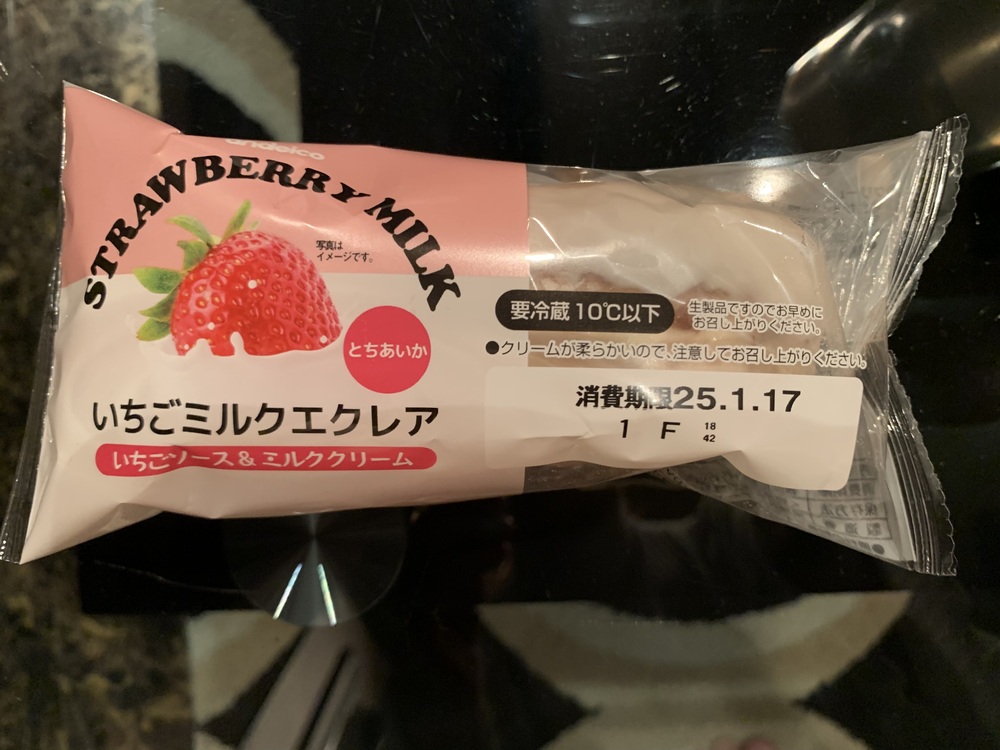 andeico
STRAWBERRY MILK
写真は
イメージです。
とちあいか
いちごミルクエクレア
いちごソース&ミルククリーム
要冷蔵 10℃以下
生製品ですのでお早めに
お召し上がりください。
●クリームが柔らかいので、注意してお召し上がりください。
消費期限25.1.17
1 F 18
42
保存方法